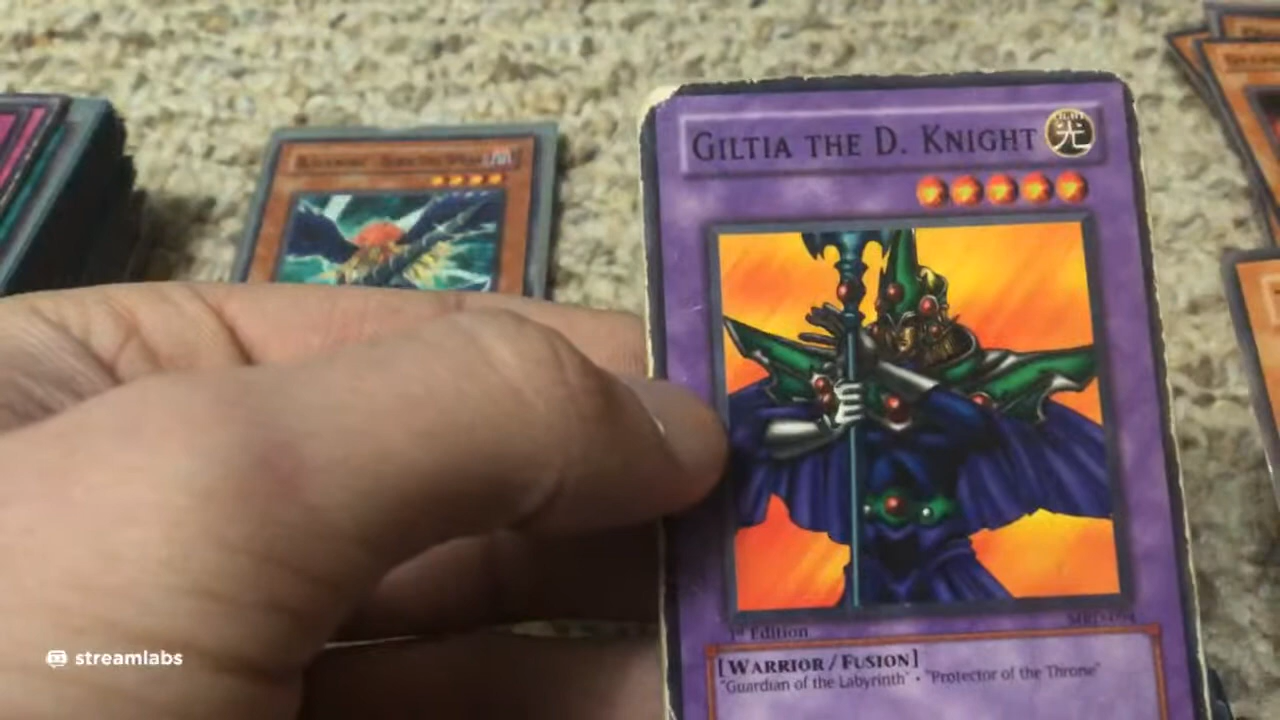 GILTIA THE D. KNIGHT
光
1st Edition
[WARRIOR/FUSION]
"Guardian of the Labyrinth" • "Protector of the Throne"
streamlabs